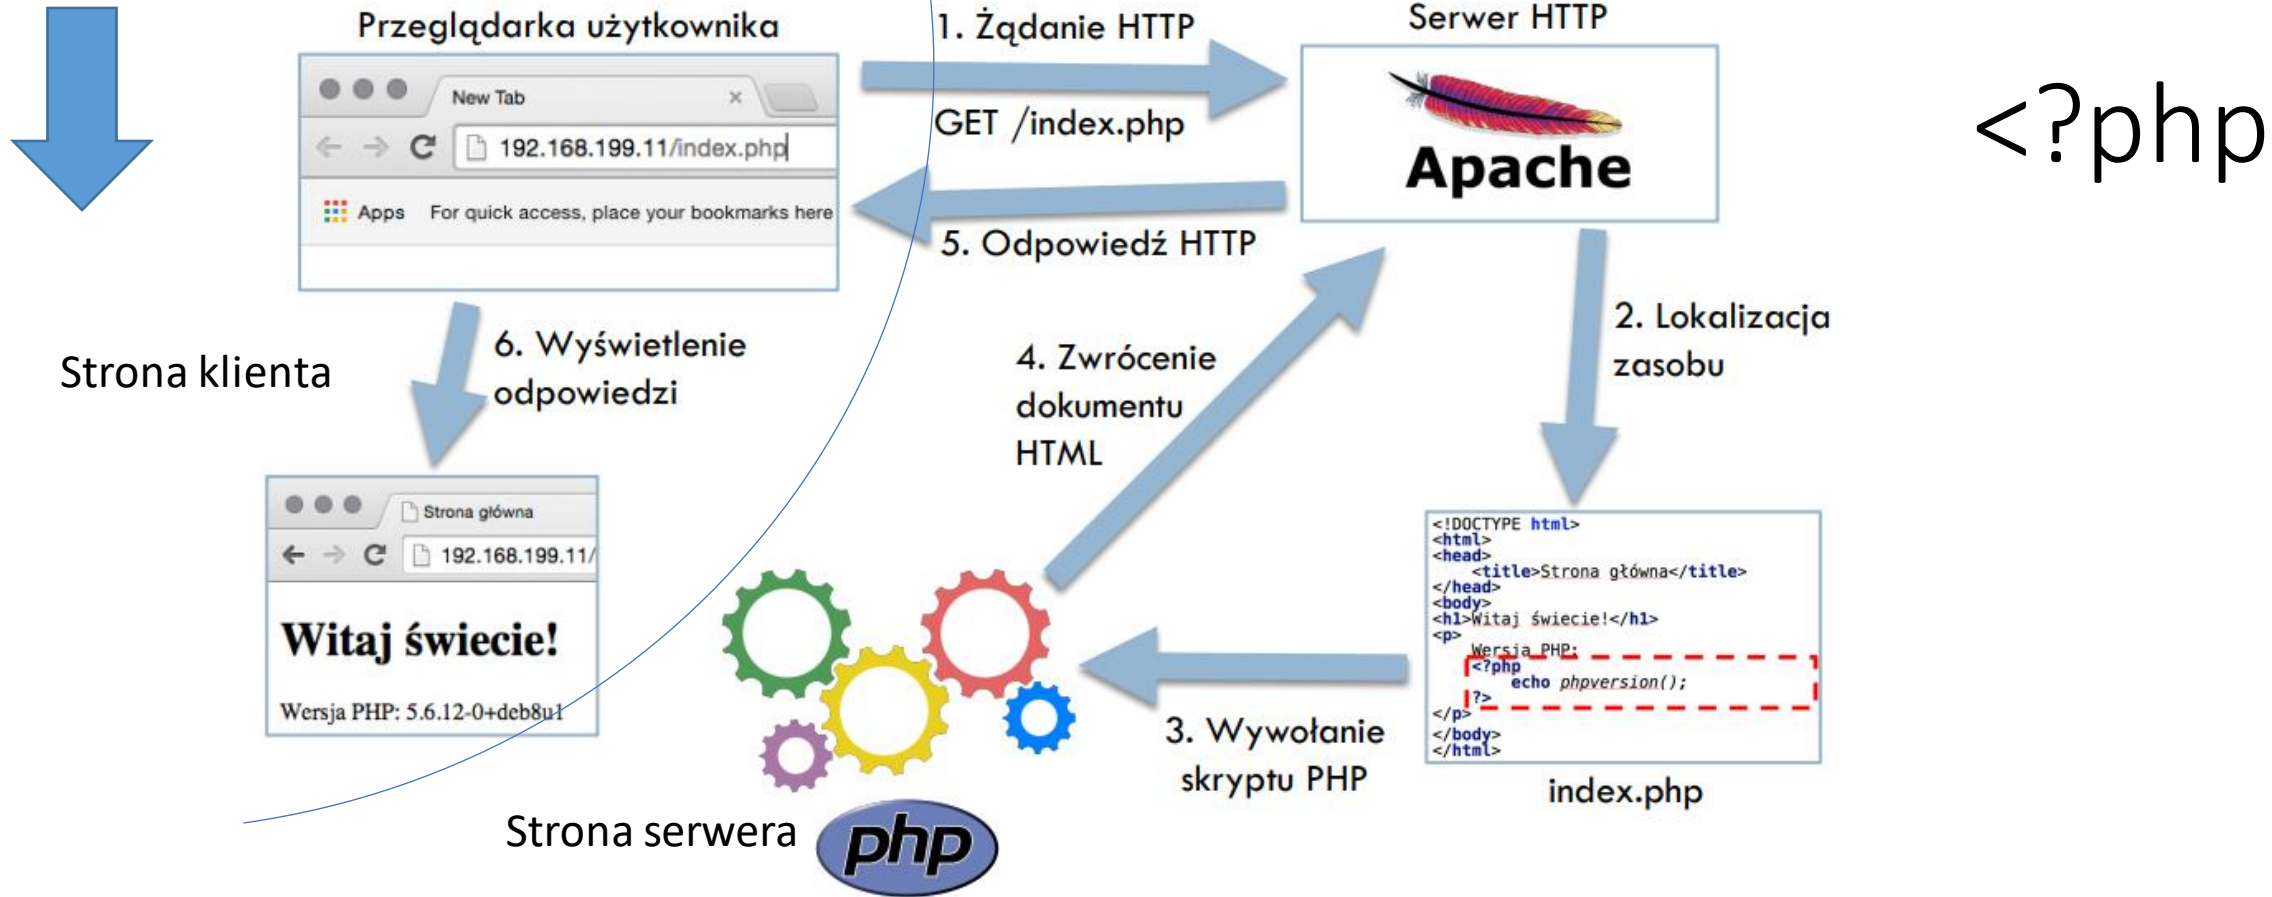 Przeglądarka użytkownika
New Tab
192.168.199.11/index.php
Apps For quick access, place your bookmarks here
1. Żądanie HTTP
GET /index.php
5. Odpowiedź HTTP
Serwer HTTP
Apache
<?php
2. Lokalizacja
zasobu
4. Zwrócenie
dokumentu
HTML
6. Wyświetlenie
odpowiedzi
Strona klienta
Strona główna
192.168.199.11/
Witaj świecie!
Wersja PHP: 5.6.12-0+deb8u1
<!DOCTYPE html>
<html>
<head>
<title>Strona główna</title>
</head>
<body>
<h1>Witaj świecie!</h1>
<p>
Wersja PHP:
<?php
echo phpversion();
?>
</p>
</body>
</html>
index.php
3. Wywołanie
skryptu PHP
Strona serwera
php